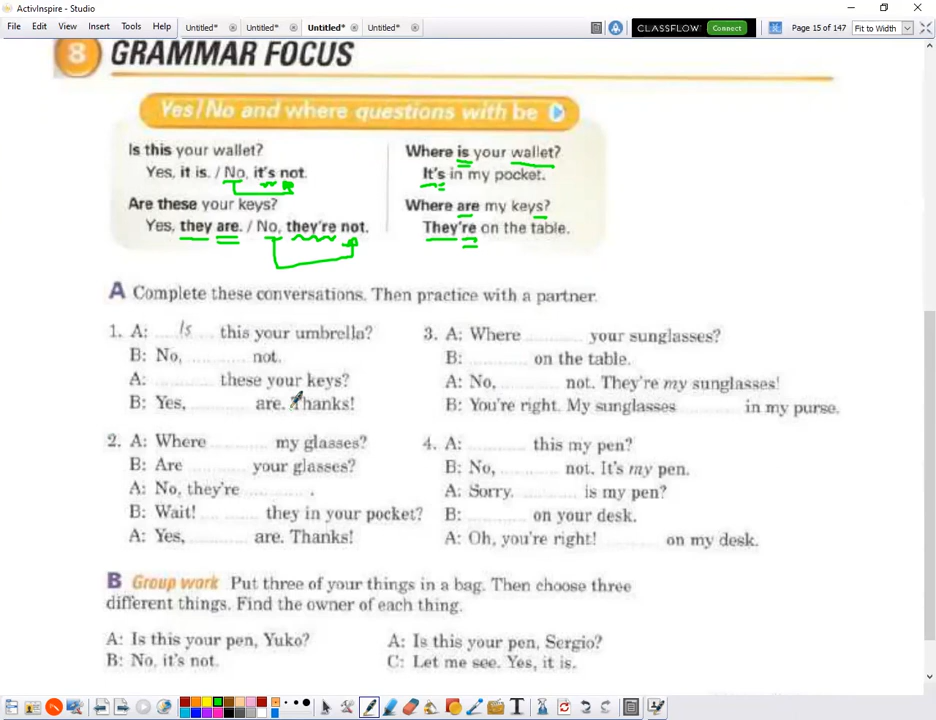 ActivInspire - Studio
File Edit View Insert Tools Help Untitled* Untitled* Untitled* Untitled* CLASSFLOW Connect Page 15 of 147 Fit to Width
8 GRAMMAR FOCUS
Yes/No and where questions with be
Is this your wallet?
Yes, it is. / No, it's not.
Are these your keys?
Yes, they are. / No, they're not.
Where is your wallet?
It's in my pocket.
Where are my keys?
They're on the table.
A Complete these conversations. Then practice with a partner.
1. A: Is this your umbrella?
B: No, not.
A: these your keys?
B: Yes, are. Thanks!
2. A: Where my glasses?
B: Are your glasses?
A: No, they're .
B: Wait! they in your pocket?
A: Yes, are. Thanks!
3. A: Where your sunglasses?
B: on the table.
A: No, not. They're my sunglasses!
B: You're right. My sunglasses in my purse.
4. A: this my pen?
B: No, not. It's my pen.
A: Sorry. is my pen?
B: on your desk.
A: Oh, you're right! on my desk.
B Group work Put three of your things in a bag. Then choose three
different things. Find the owner of each thing.
A: Is this your pen, Yuko?
B: No, it's not.
A: Is this your pen, Sergio?
C: Let me see. Yes, it is.